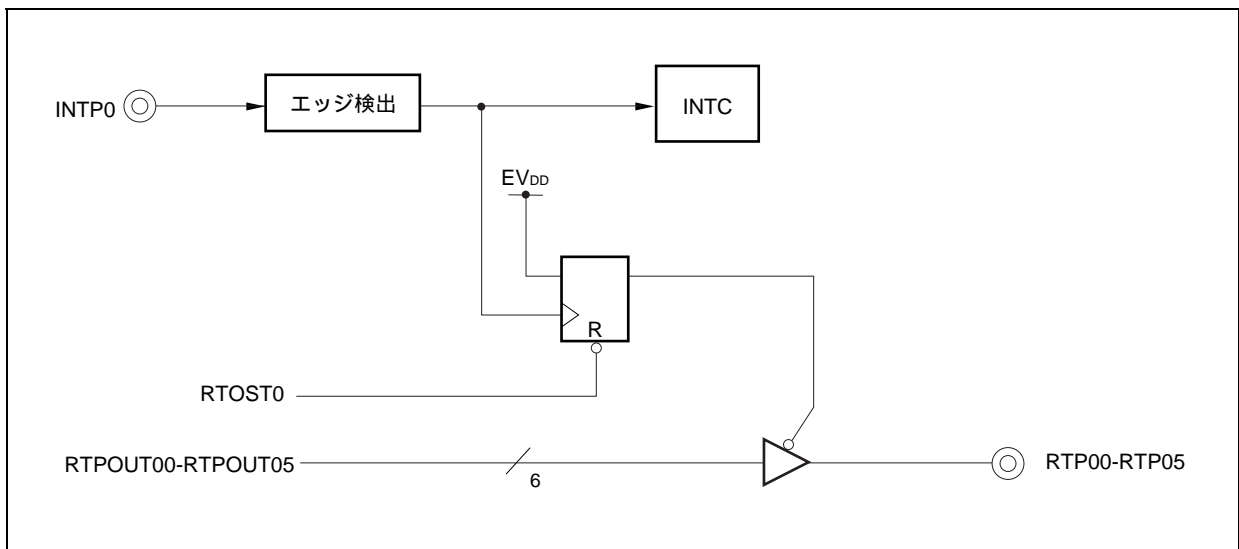 INTP0
エッジ検出
INTC
EVDD
R
RTOST0
RTPOUT00-RTPOUT05
6
RTP00-RTP05